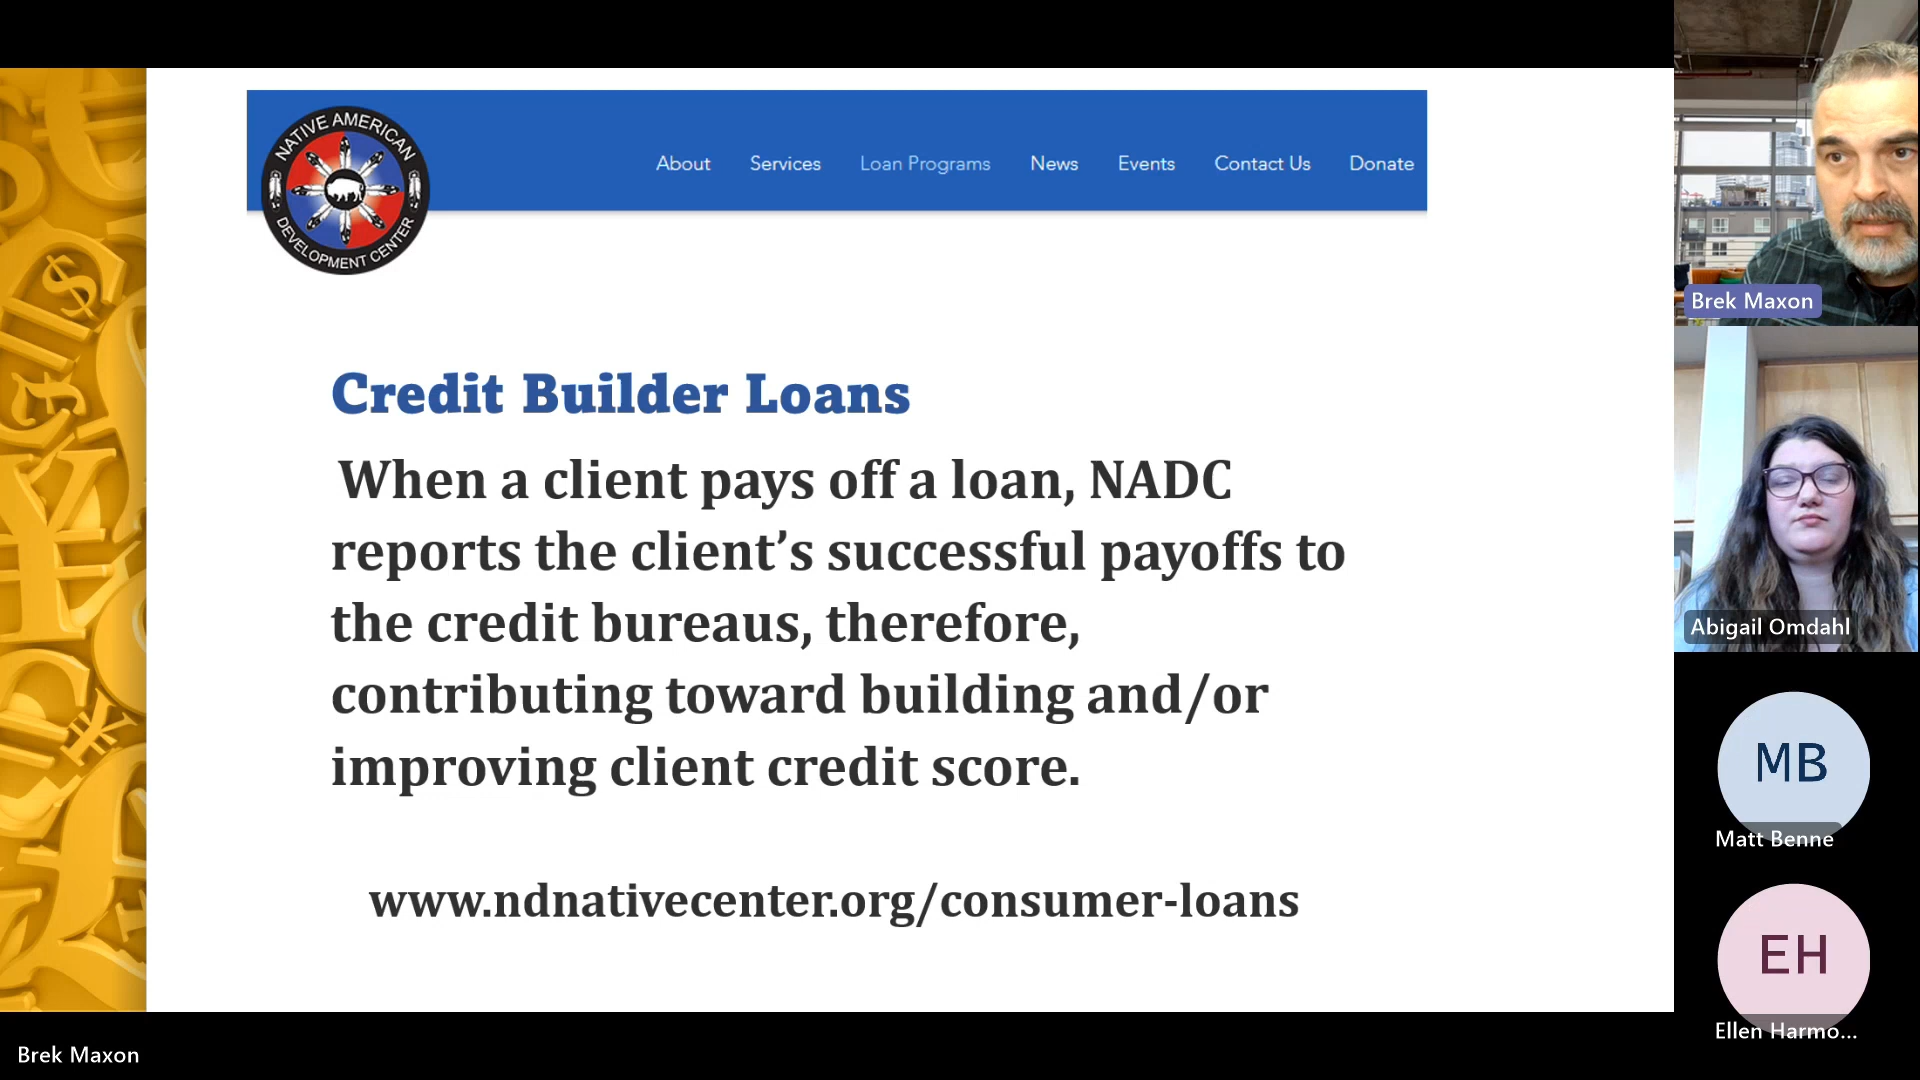 NATIVE AMERICAN
DEVELOPMENT CENTER
About Services Loan Programs News Events Contact Us Donate
Credit Builder Loans
When a client pays off a loan, NADC
reports the client’s successful payoffs to
the credit bureaus, therefore,
contributing toward building and/or
improving client credit score.
www.ndnativecenter.org/consumer-loans
Brek Maxon
Abigail Omdahl
MB
Matt Benne
EH
Ellen Harmo...
Brek Maxon